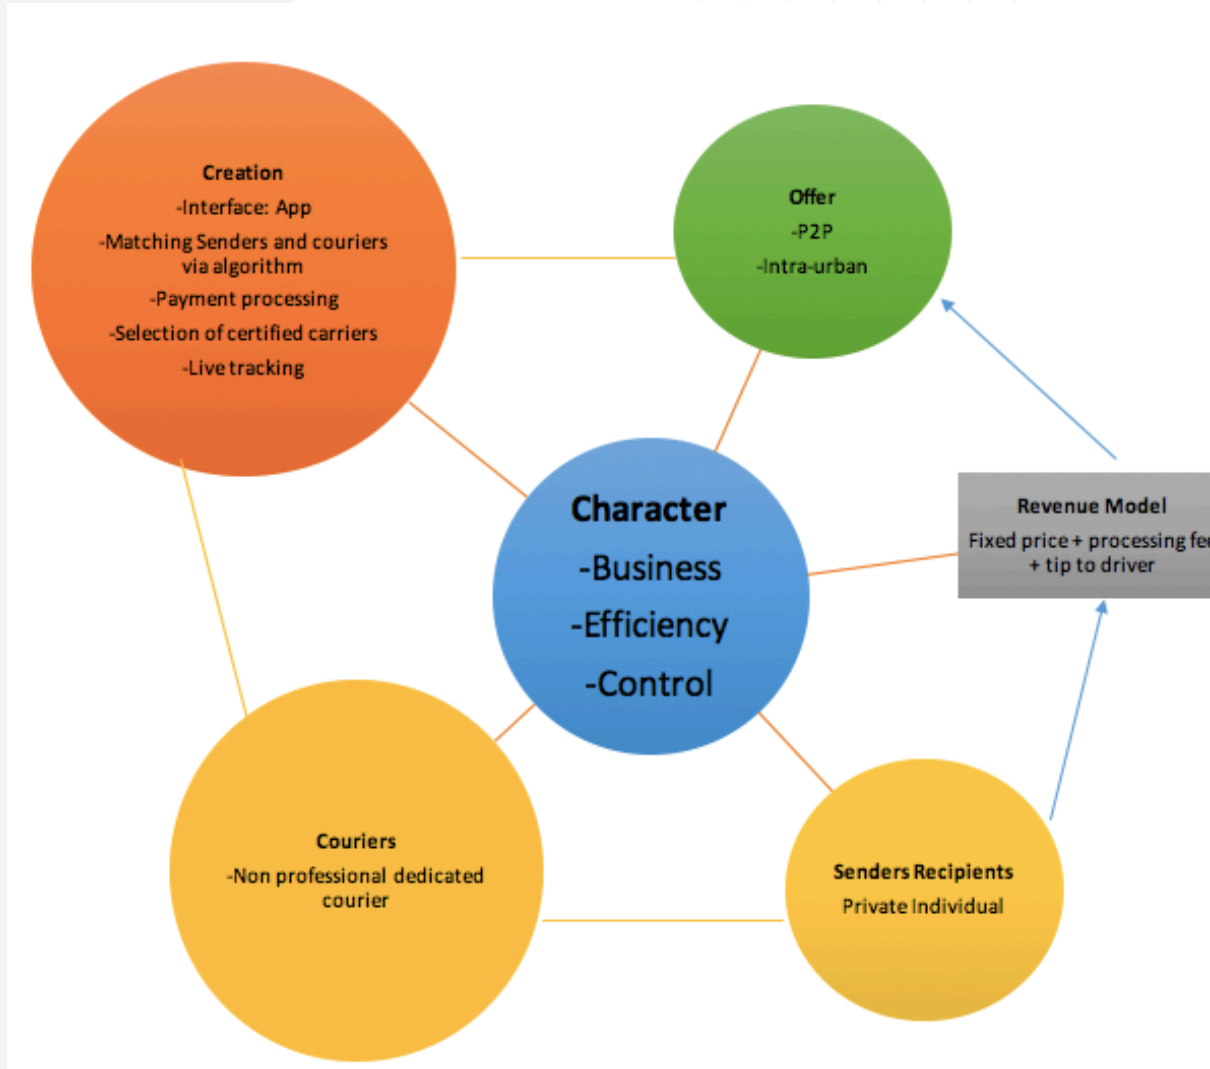 Creation
-Interface: App
-Matching Senders and couriers
via algorithm
-Payment processing
-Selection of certified carriers
-Live tracking
Offer
-P2P
-Intra-urban
Character
-Business
-Efficiency
-Control
Revenue Model
Fixed price + processing fee
+ tip to driver
Couriers
-Non professional dedicated
courier
Senders Recipients
Private Individual